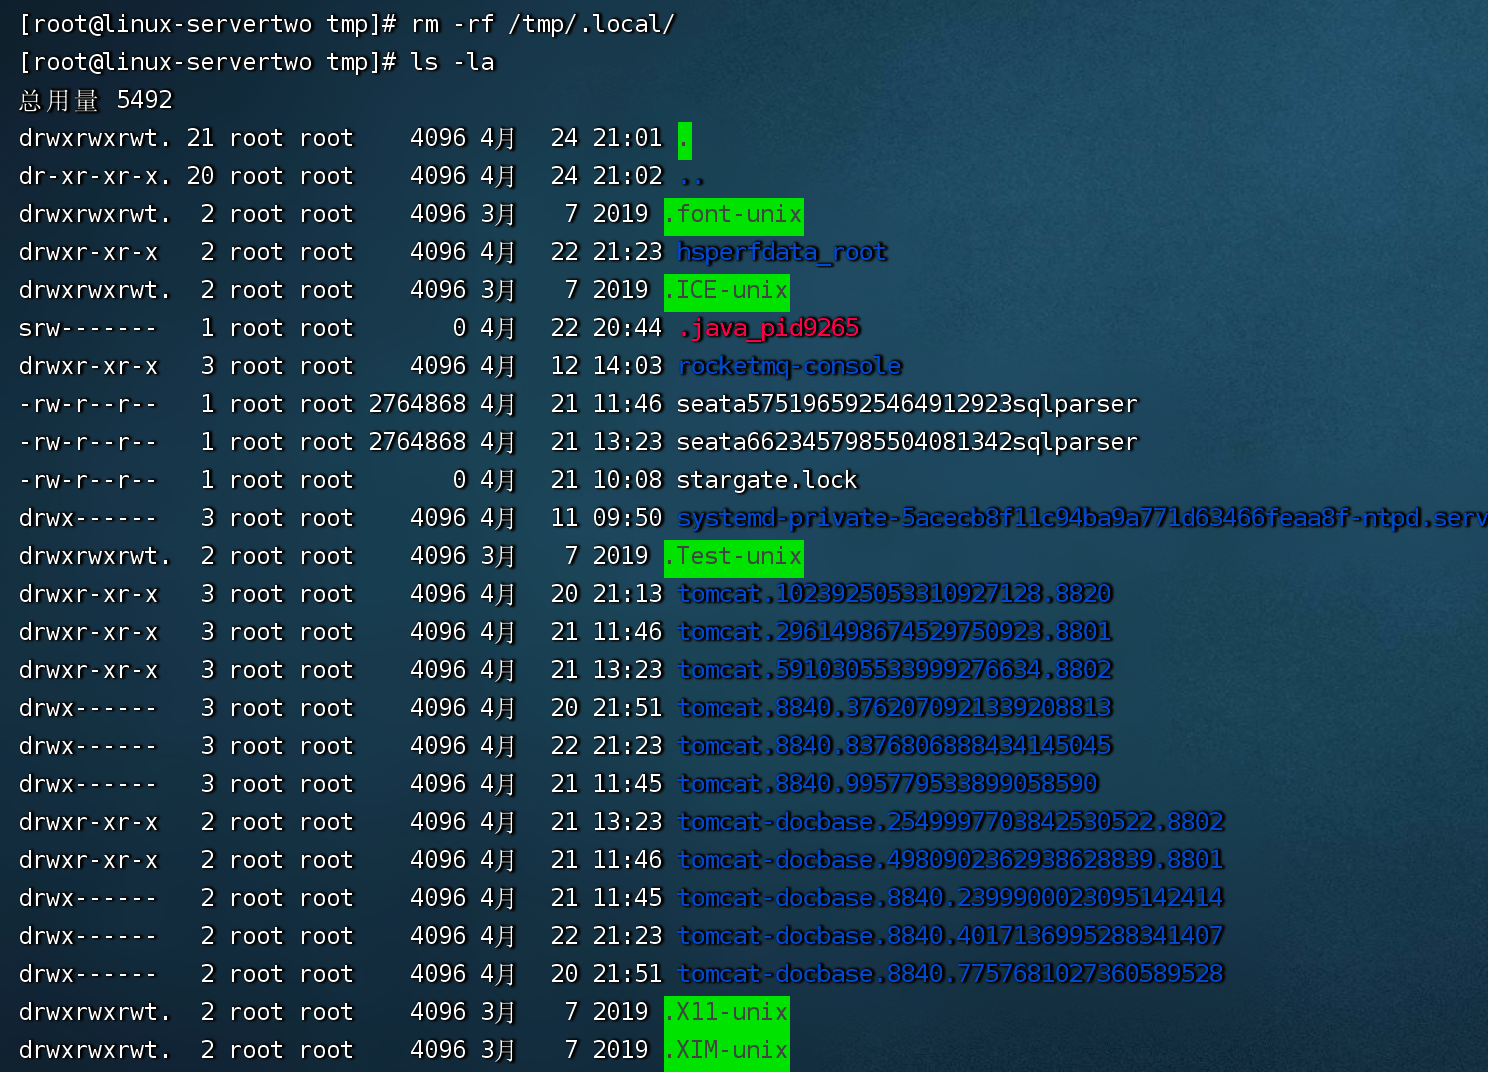 [root@linux-servertwo tmp]# rm -rf /tmp/.local/
[root@linux-servertwo tmp]# ls -la
总用量 5492
drwxrwxrwt. 21 root root    4096 4月  24 21:01 .
dr-xr-xr-x. 20 root root    4096 4月  24 21:02 ..
drwxrwxrwt.  2 root root    4096 3月   7 2019 .font-unix
drwxr-xr-x   2 root root    4096 4月  22 21:23 hsperfdata_root
drwxrwxrwt.  2 root root    4096 3月   7 2019 .ICE-unix
srw-------   1 root root       0 4月  22 20:44 .java_pid9265
drwxr-xr-x   3 root root    4096 4月  12 14:03 rocketmq-console
-rw-r--r--   1 root root 2764868 4月  21 11:46 seata5751965925464912923sqlparser
-rw-r--r--   1 root root 2764868 4月  21 13:23 seata6623457985504081342sqlparser
-rw-r--r--   1 root root       0 4月  21 10:08 stargate.lock
drwx------   3 root root    4096 4月  11 09:50 systemd-private-5acecb8f11c94ba9a771d63466feaa8f-ntpd.serv
drwxrwxrwt.  2 root root    4096 3月   7 2019 .Test-unix
drwxr-xr-x   3 root root    4096 4月  20 21:13 tomcat.1023925053310927128.8820
drwxr-xr-x   3 root root    4096 4月  21 11:46 tomcat.2961498674529750923.8801
drwxr-xr-x   3 root root    4096 4月  21 13:23 tomcat.5910305533999276634.8802
drwx------   3 root root    4096 4月  20 21:51 tomcat.8840.3762070921339208813
drwx------   3 root root    4096 4月  22 21:23 tomcat.8840.8376806888434145045
drwx------   3 root root    4096 4月  21 11:45 tomcat.8840.995779533899058590
drwxr-xr-x   2 root root    4096 4月  21 13:23 tomcat-docbase.2549997703842530522.8802
drwxr-xr-x   2 root root    4096 4月  21 11:46 tomcat-docbase.4980902362938628839.8801
drwx------   2 root root    4096 4月  21 11:45 tomcat-docbase.8840.2399900023095142414
drwx------   2 root root    4096 4月  22 21:23 tomcat-docbase.8840.4017136995288341407
drwx------   2 root root    4096 4月  20 21:51 tomcat-docbase.8840.7757681027360589528
drwxrwxrwt.  2 root root    4096 3月   7 2019 .X11-unix
drwxrwxrwt.  2 root root    4096 3月   7 2019 .XIM-unix